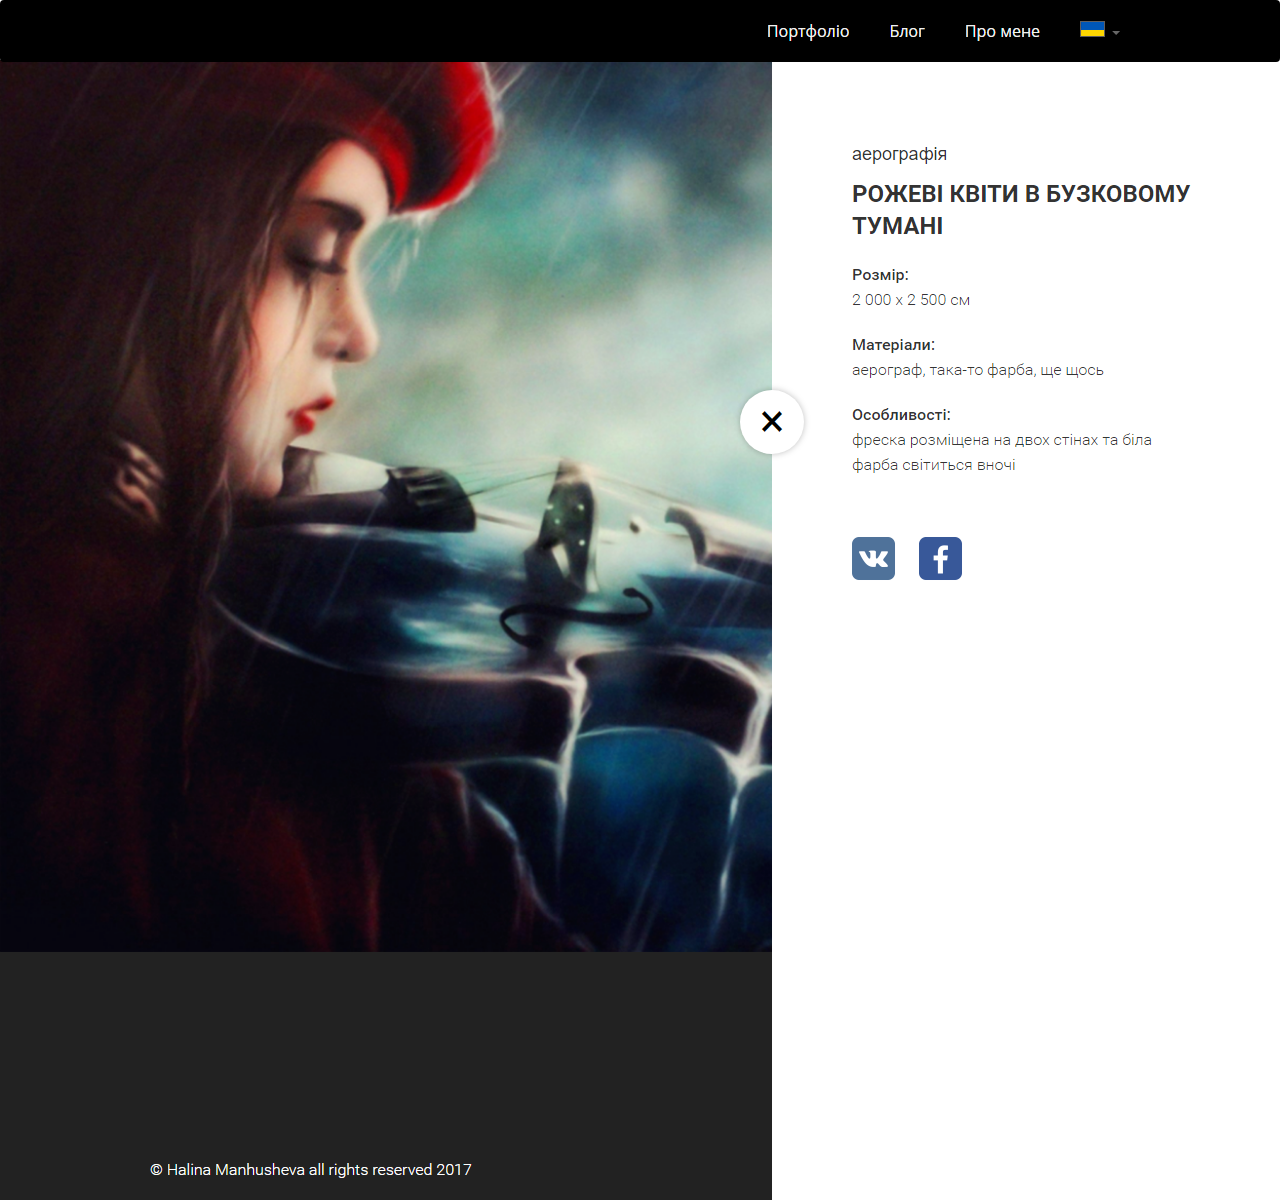 Портфоліо Блог Про мене
аерографія
РОЖЕВІ КВІТИ В БУЗКОВОМУ
ТУМАНІ
Розмір:
2 000 х 2 500 см
Матеріали:
аерограф, така-то фарба, ще щось
Особливості:
фреска розміщена на двох стінах та біла
фарба світиться вночі
© Halina Manhusheva all rights reserved 2017